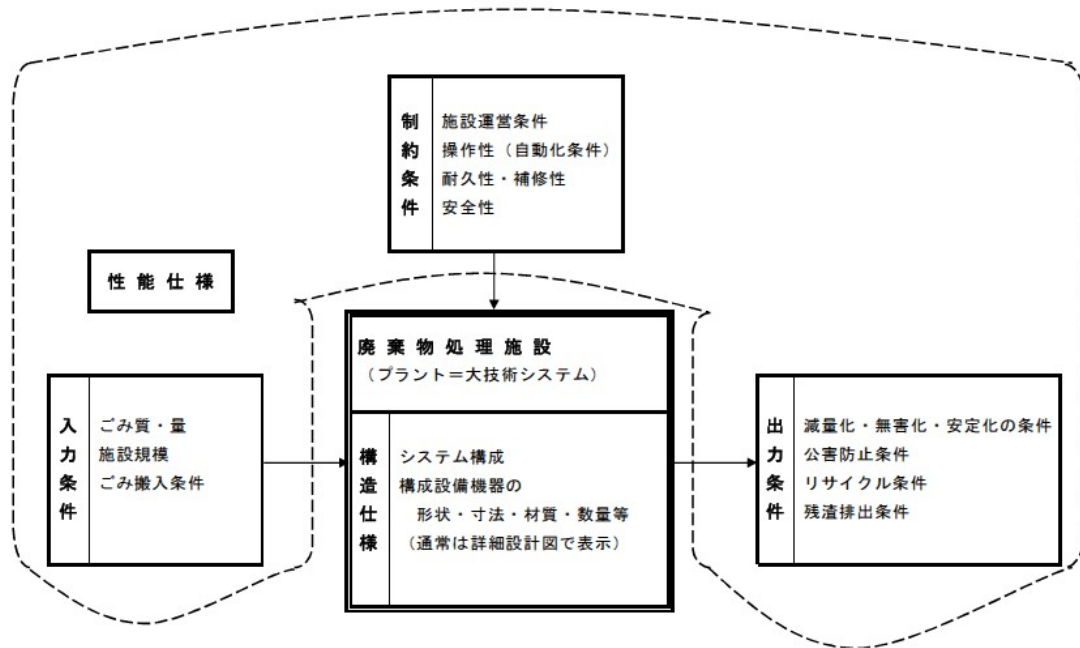 制約条件
施設運営条件
操作性（自動化条件）
耐久性・補修性
安全性
性能仕様
入力条件
ごみ質・量
施設規模
ごみ搬入条件
廃棄物処理施設
（プラント＝大技術システム）
構造仕様
システム構成
構成設備機器の
形状・寸法・材質・数量等
（通常は詳細設計図で表示）
出力条件
減量化・無害化・安定化の条件
公害防止条件
リサイクル条件
残渣排出条件